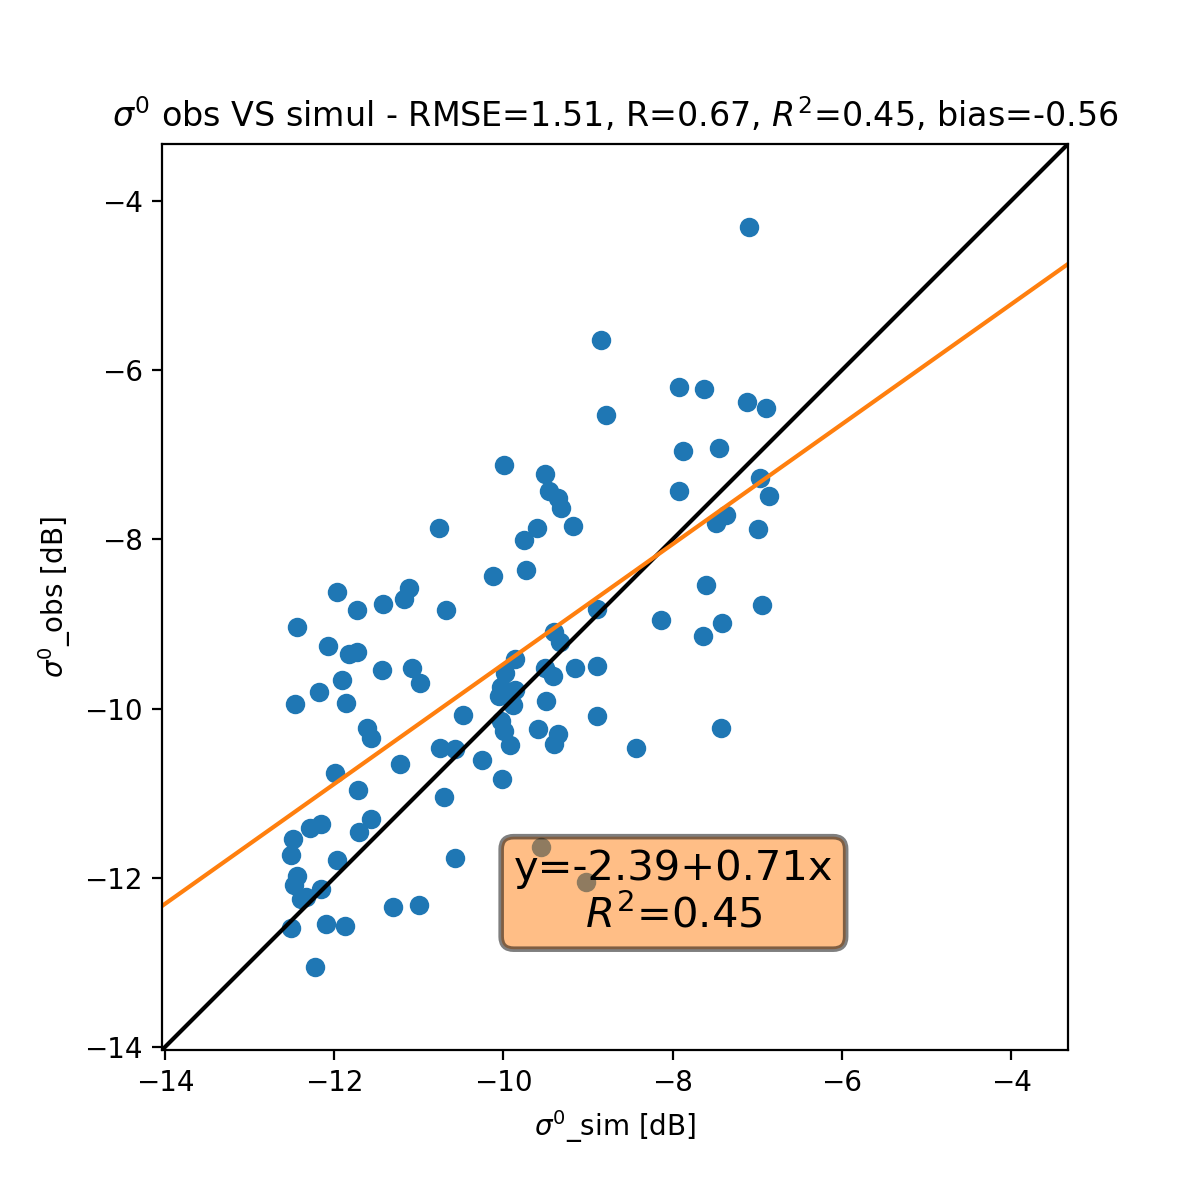 σ⁰ obs VS simul - RMSE=1.51, R=0.67, R²=0.45, bias=-0.56
−4
−6
−8
−10
−12
−14
σ⁰_obs [dB]
y=-2.39+0.71x
R²=0.45
−14 −12 −10 −8 −6 −4
σ⁰_sim [dB]